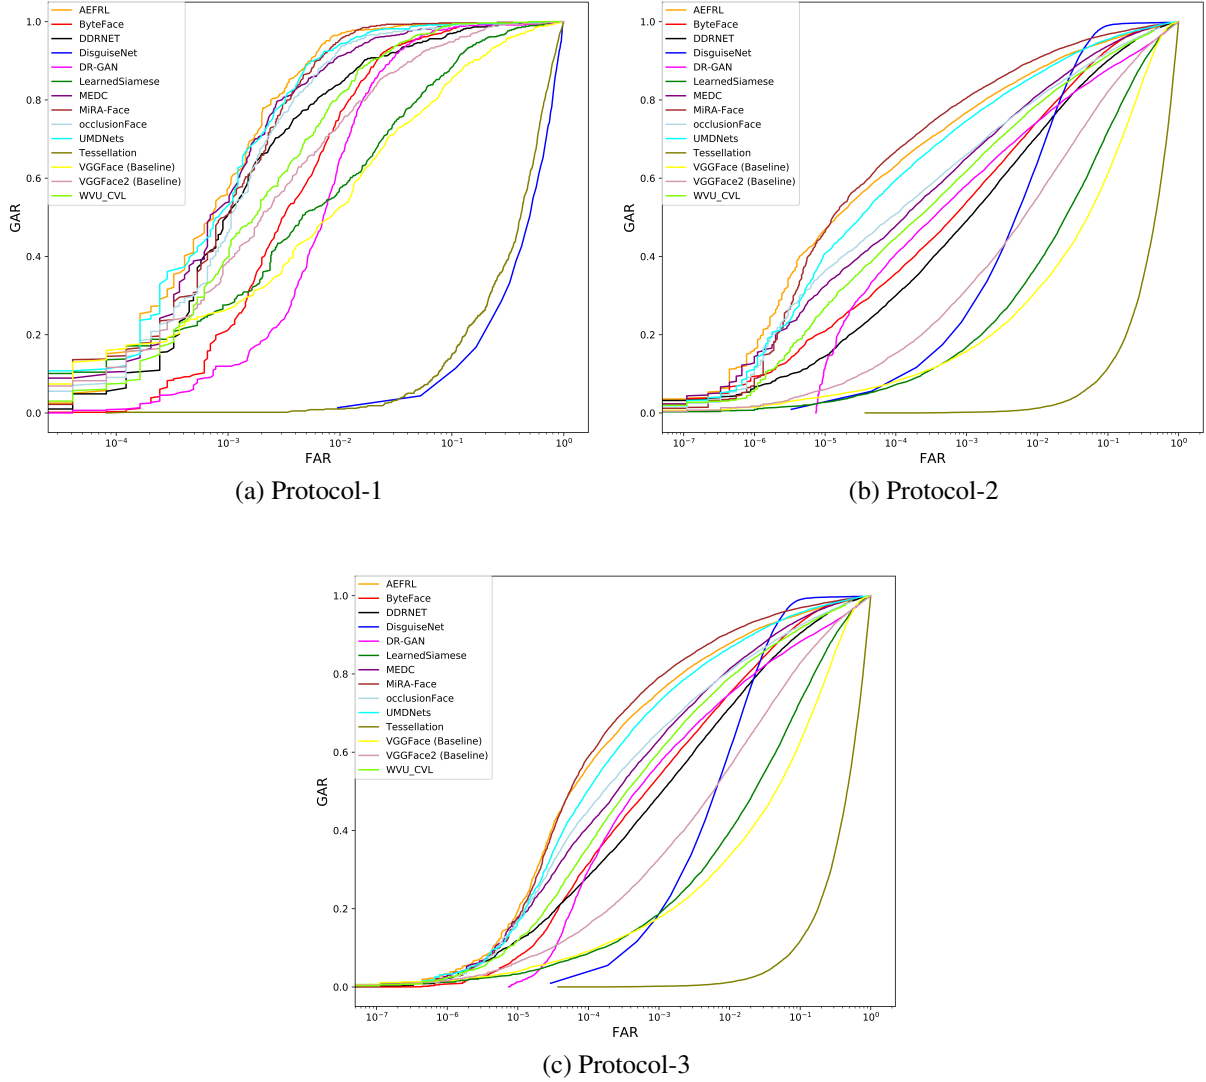 AEFRL
ByteFace
DDRNET
DisguiseNet
DR-GAN
LearnedSiamese
MEDC
MiRA-Face
occlusionFace
UMDNets
Tessellation
VGGFace (Baseline)
VGGFace2 (Baseline)
WVU_CVL
1.0
0.8
0.6
0.4
0.2
0.0
GAR
10⁻⁴ 10⁻³ 10⁻² 10⁻¹ 10⁰
FAR
(a) Protocol-1
AEFRL
ByteFace
DDRNET
DisguiseNet
DR-GAN
LearnedSiamese
MEDC
MiRA-Face
occlusionFace
UMDNets
Tessellation
VGGFace (Baseline)
VGGFace2 (Baseline)
WVU_CVL
1.0
0.8
0.6
0.4
0.2
0.0
GAR
10⁻⁷ 10⁻⁶ 10⁻⁵ 10⁻⁴ 10⁻³ 10⁻² 10⁻¹ 10⁰
FAR
(b) Protocol-2
AEFRL
ByteFace
DDRNET
DisguiseNet
DR-GAN
LearnedSiamese
MEDC
MiRA-Face
occlusionFace
UMDNets
Tessellation
VGGFace (Baseline)
VGGFace2 (Baseline)
WVU_CVL
1.0
0.8
0.6
0.4
0.2
0.0
GAR
10⁻⁷ 10⁻⁶ 10⁻⁵ 10⁻⁴ 10⁻³ 10⁻² 10⁻¹ 10⁰
FAR
(c) Protocol-3